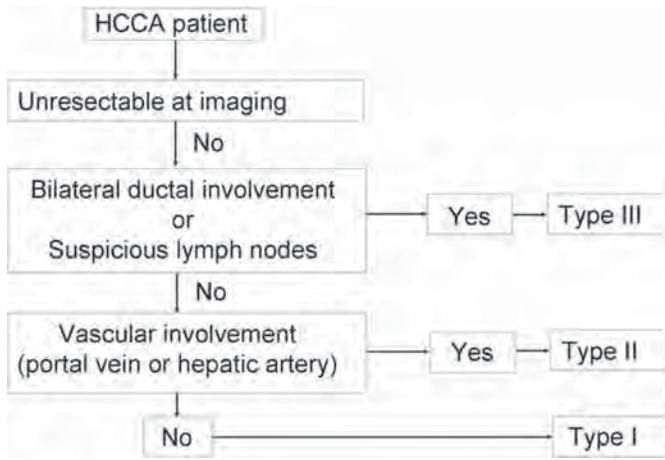 HCCA patient
Unresectable at imaging
No
Bilateral ductal involvement
or
Suspicious lymph nodes
Yes
Type III
No
Vascular involvement
(portal vein or hepatic artery)
Yes
Type II
No
Type I